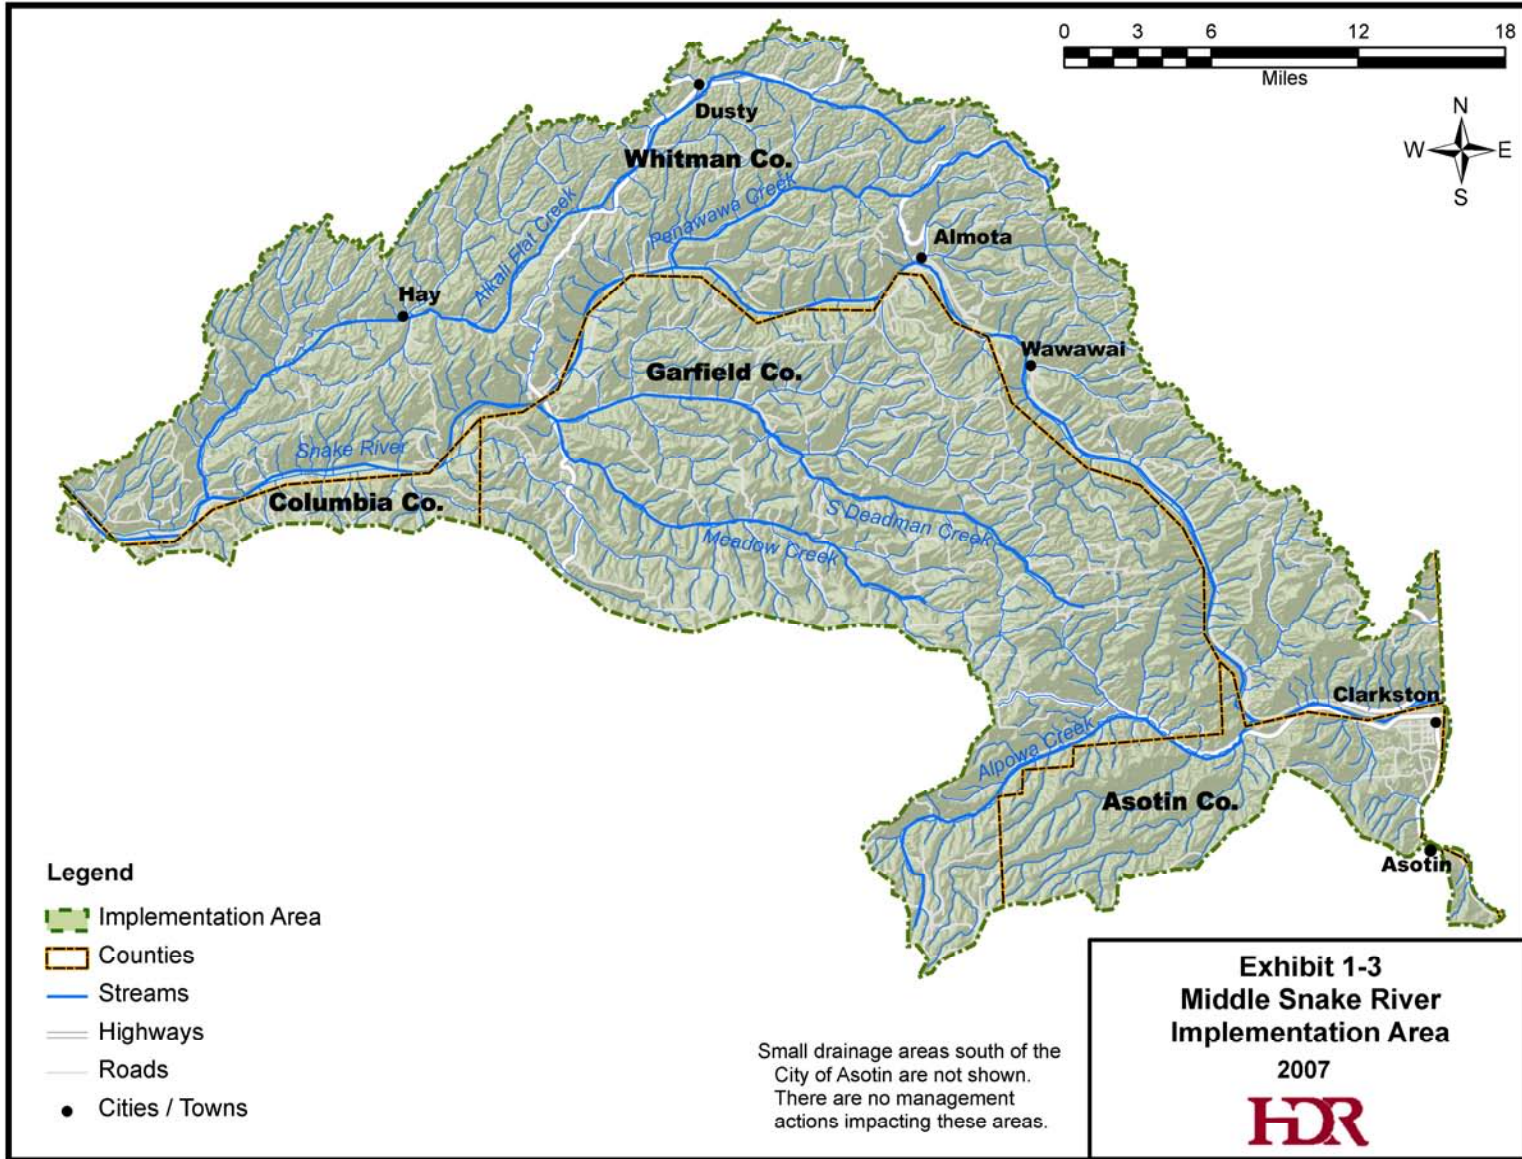 0 3 6 12 18
Miles
N
W E
S
Dusty
Whitman Co.
Penawawa Creek
Alkali Flat Creek
Almota
Hay
Wawawai
Garfield Co.
Snake River
Columbia Co.
S Deadman Creek
Meadow Creek
Clarkston
Alpowa Creek
Asotin Co.
Asotin
Legend
Implementation Area
Counties
Streams
Highways
Roads
Cities / Towns
Small drainage areas south of the
City of Asotin are not shown.
There are no management
actions impacting these areas.
Exhibit 1-3
Middle Snake River
Implementation Area
2007
HDR